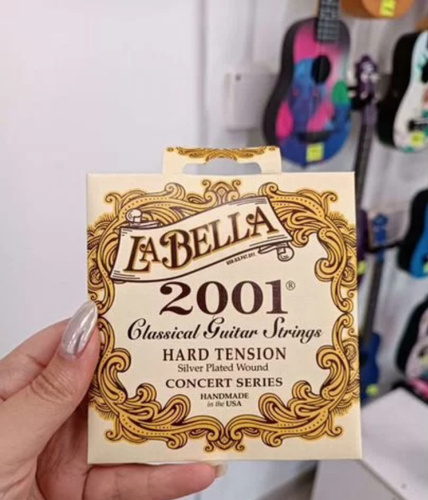 LABELLA
2001®
Classical Guitar Strings
HARD TENSION
Silver Plated Wound
CONCERT SERIES
HANDMADE
in the USA